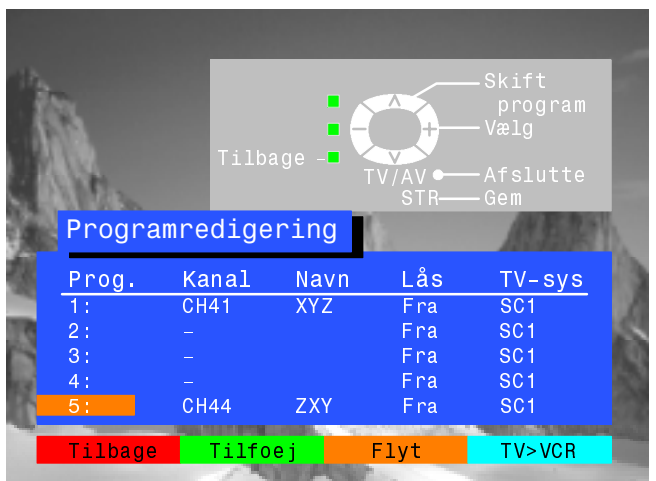 Skift
program
Vælg
Tilbage
TV/AV Afslutte
STR Gem
Programredigering
Prog. Kanal Navn Lås TV-sys
1: CH41 XYZ Fra SC1
2: - Fra SC1
3: - Fra SC1
4: - Fra SC1
5: CH44 ZXY Fra SC1
Tilbage Tilfoej Flyt TV>VCR